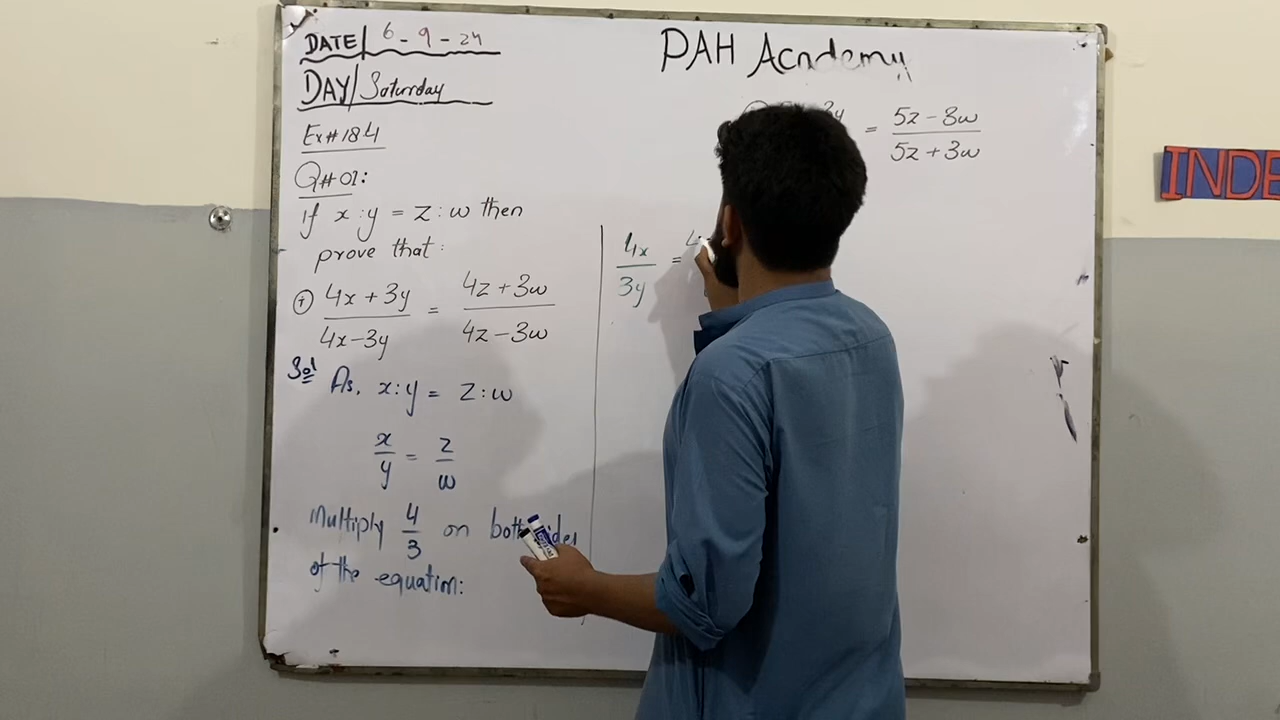 DATE/ 6-9-24
DAY/ Saturday
Ex#18.4
Q#01:
if x:y = z:w then
prove that:
4x+3y / 4x-3y = 4z+3w / 4z-3w
Sol
As, x:y = z:w
x/y = z/w
Multiply 4/3 on both sides
of the equation:
PAH Academy
= 5z-8w / 5z+3w
4x/3y = 4
INDE